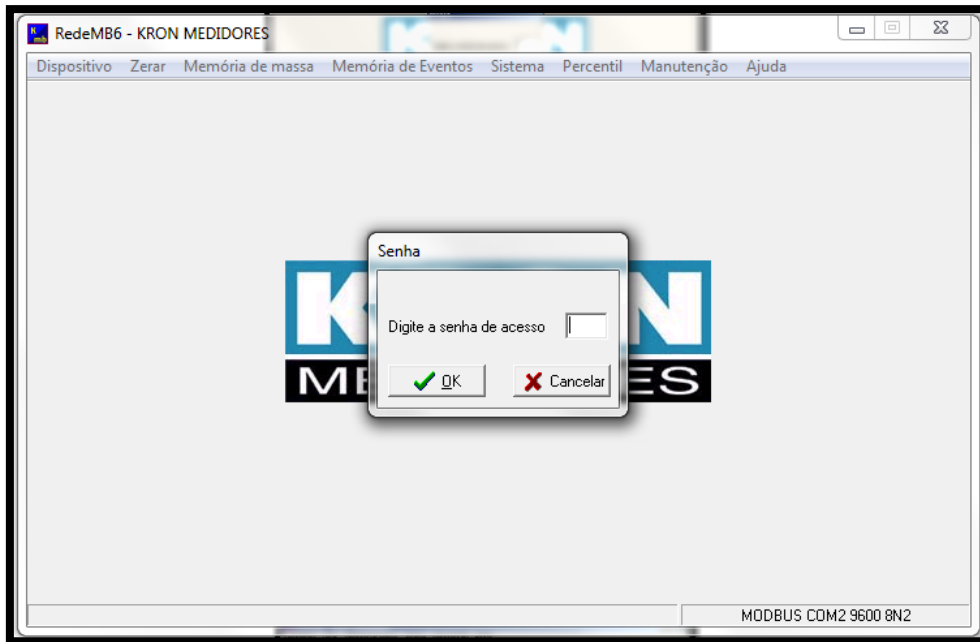 RedeMB6 - KRON MEDIDORES
Dispositivo Zerar Memória de massa Memória de Eventos Sistema Percentil Manutenção Ajuda
Senha
Digite a senha de acesso
OK Cancelar
MODBUS COM2 9600 8N2